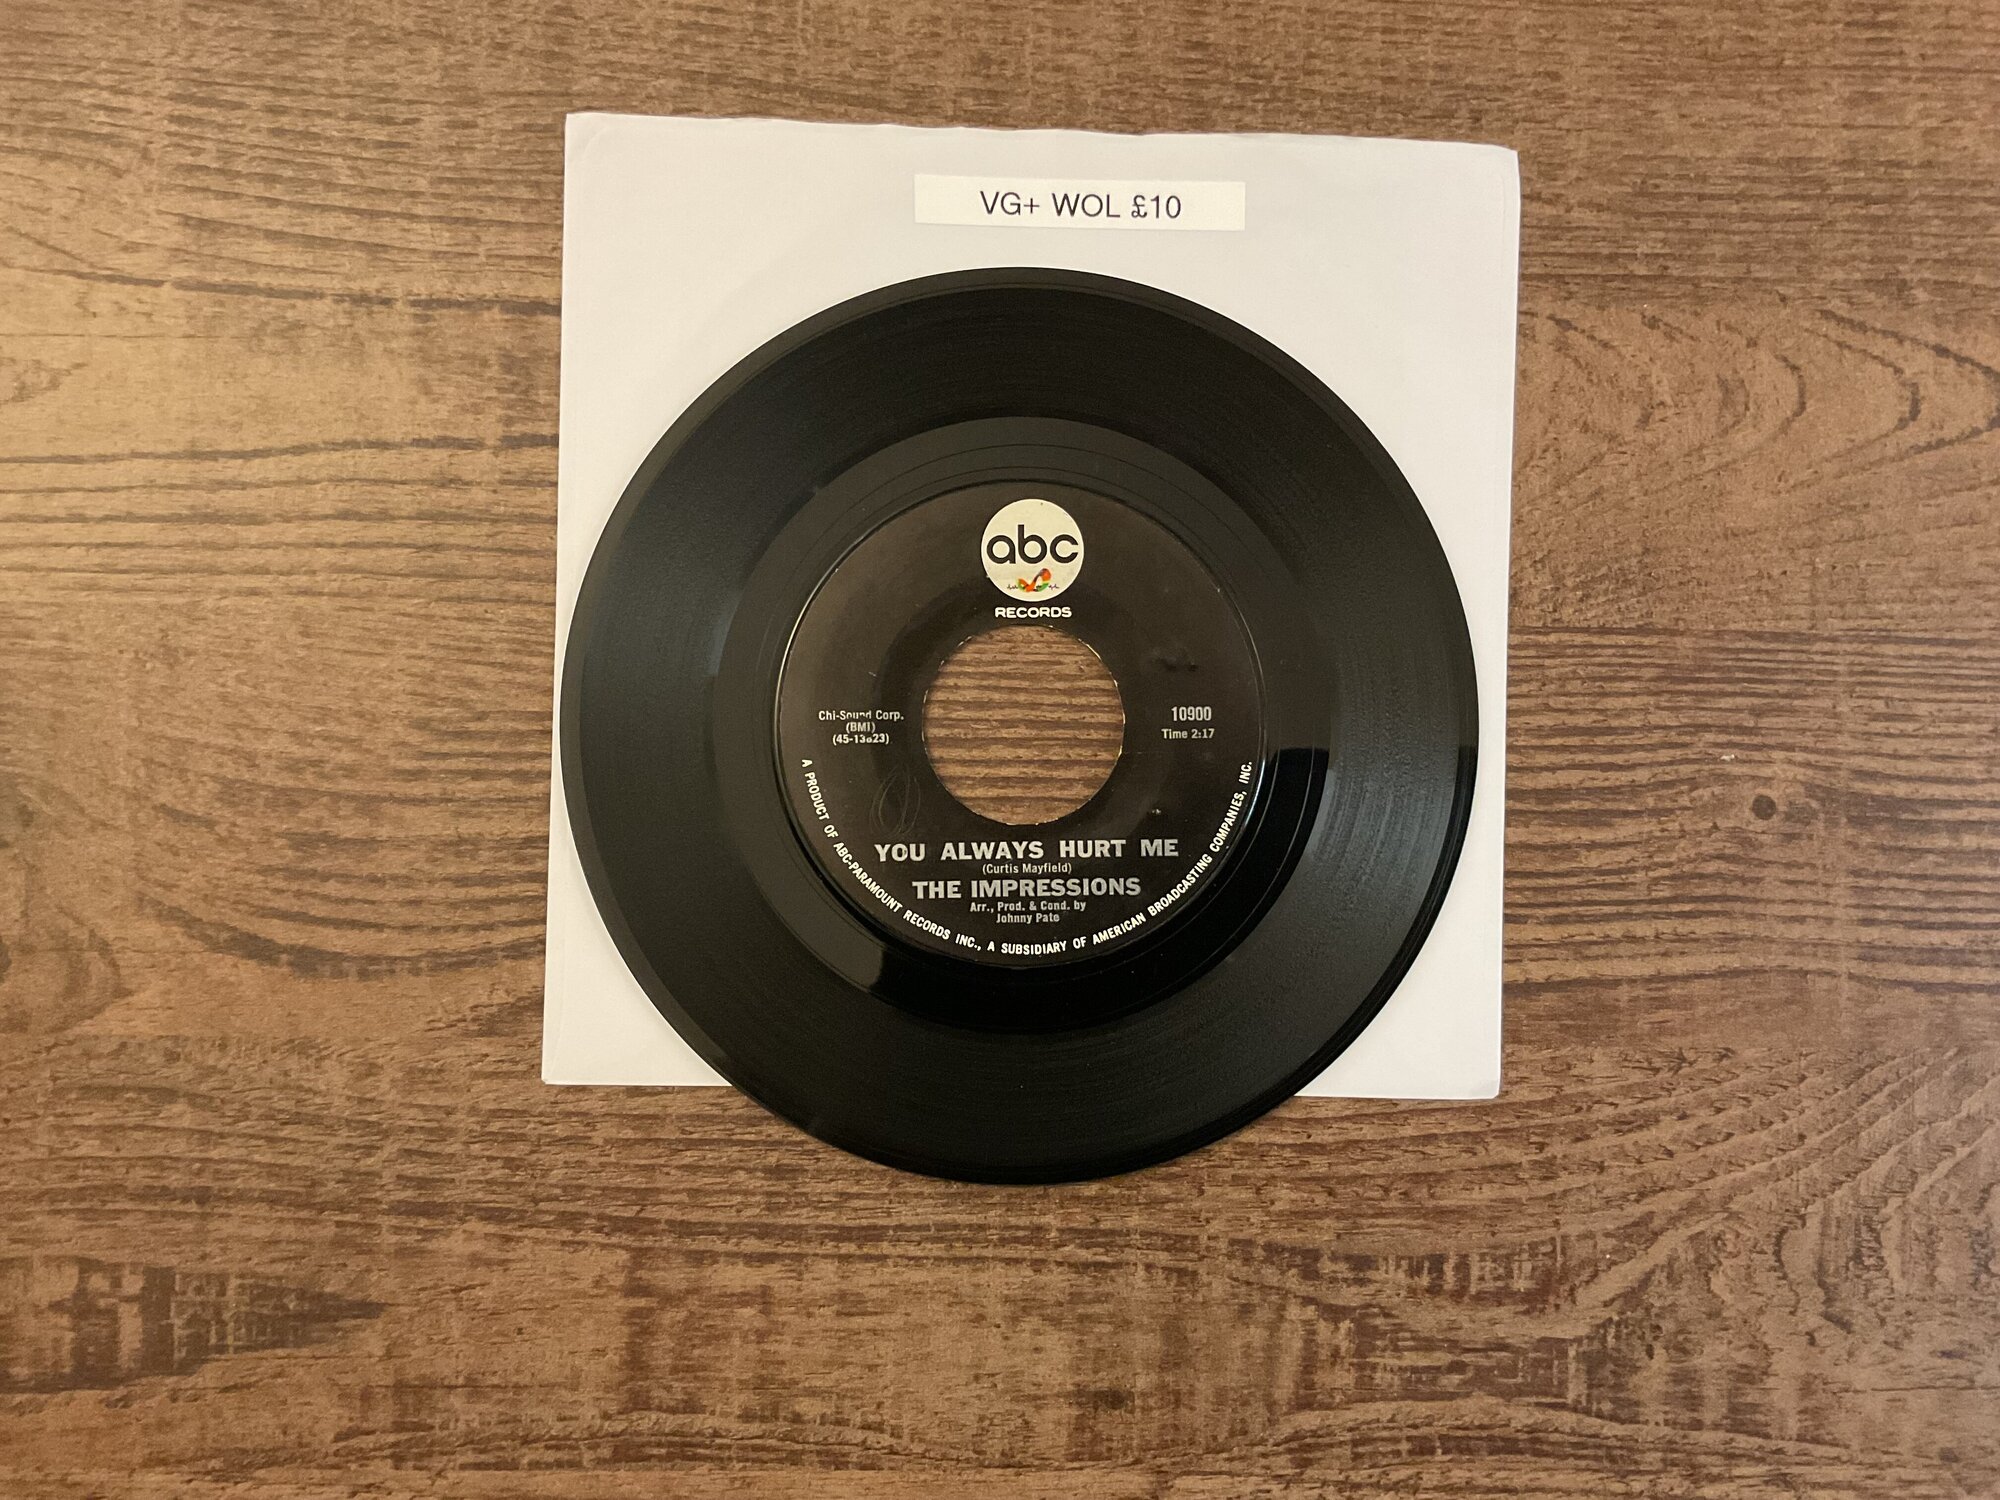 VG+ WOL £10
abc
RECORDS
Chi-Sound Corp.
(BMI)
10900
Time 2:17
YOU ALWAYS HURT ME
(Curtis Mayfield)
THE IMPRESSIONS
Arr., Prod. & Cond. by
Johnny Pate
A PRODUCT OF ABC-PARAMOUNT RECORDS INC., A SUBSIDIARY OF AMERICAN BROADCASTING COMPANIES, INC.